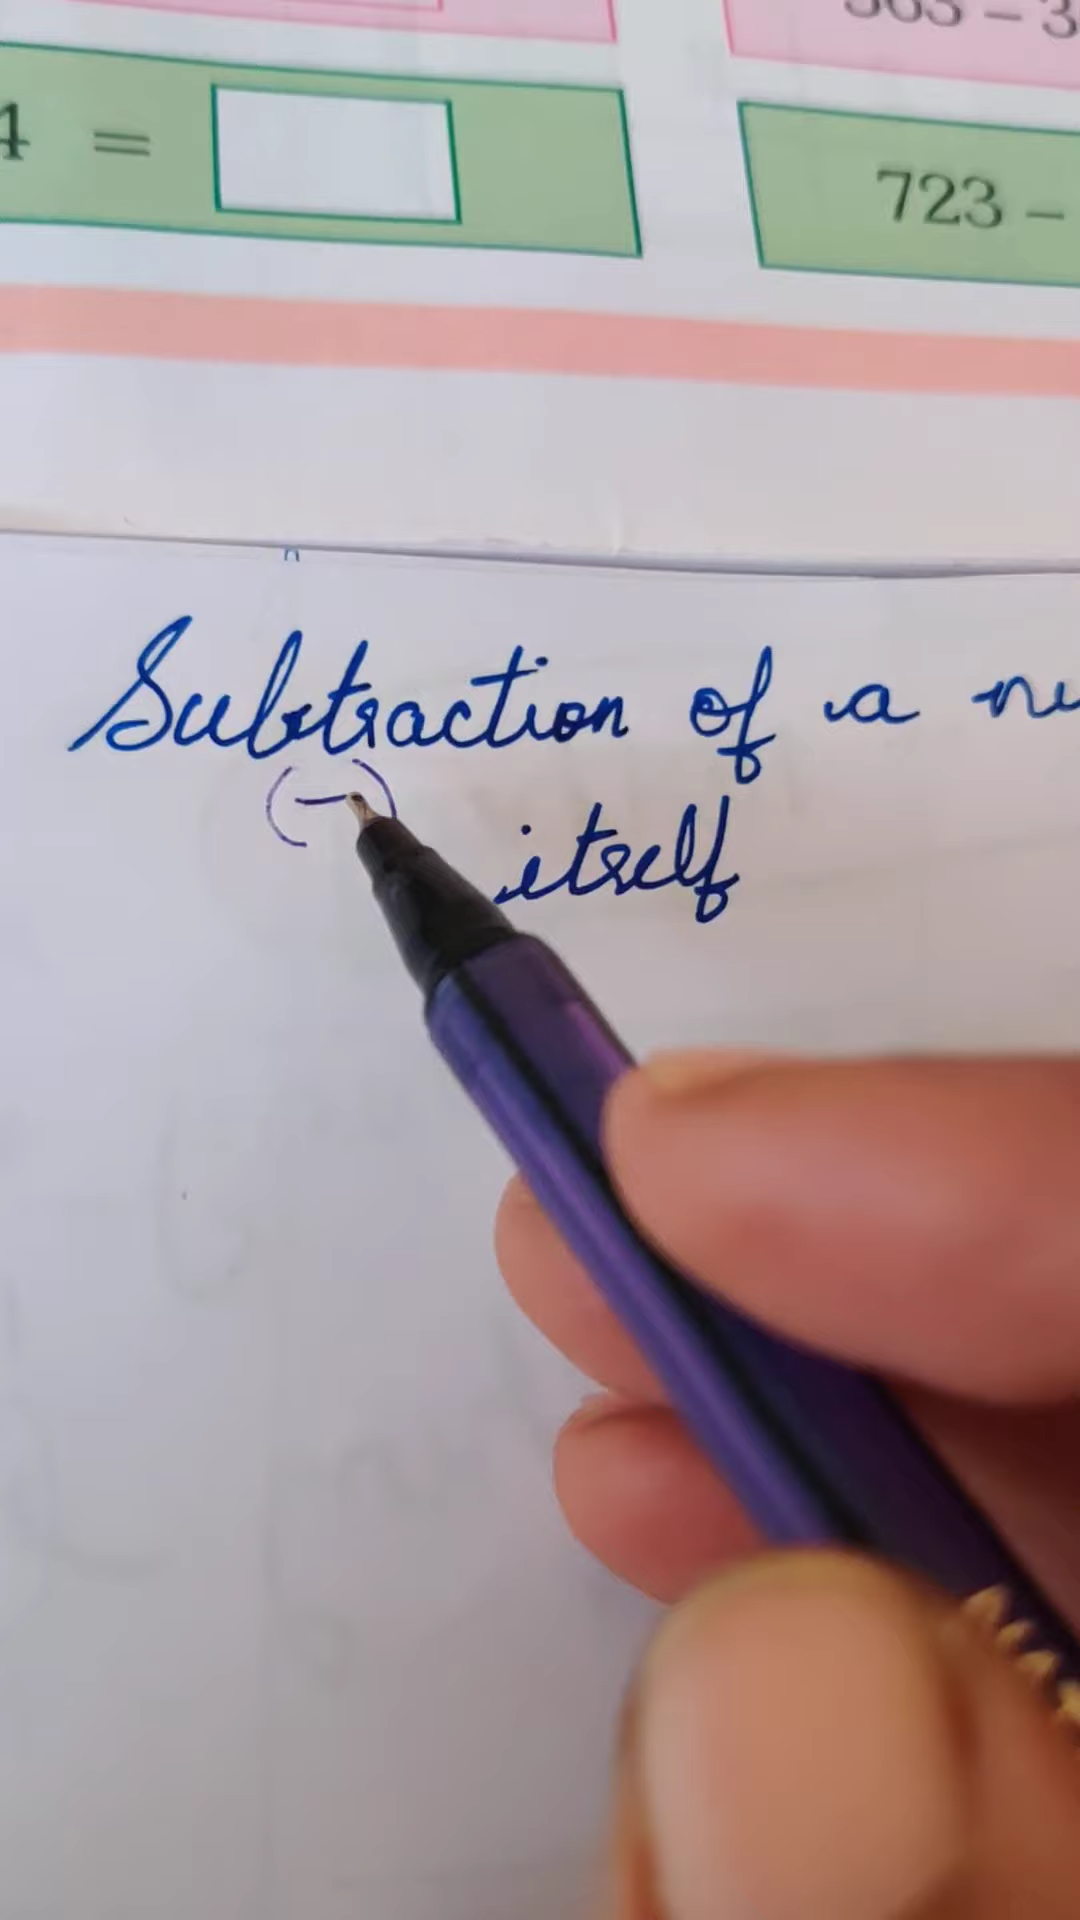 4 =
723 –
Subtraction of a
(–)
itself